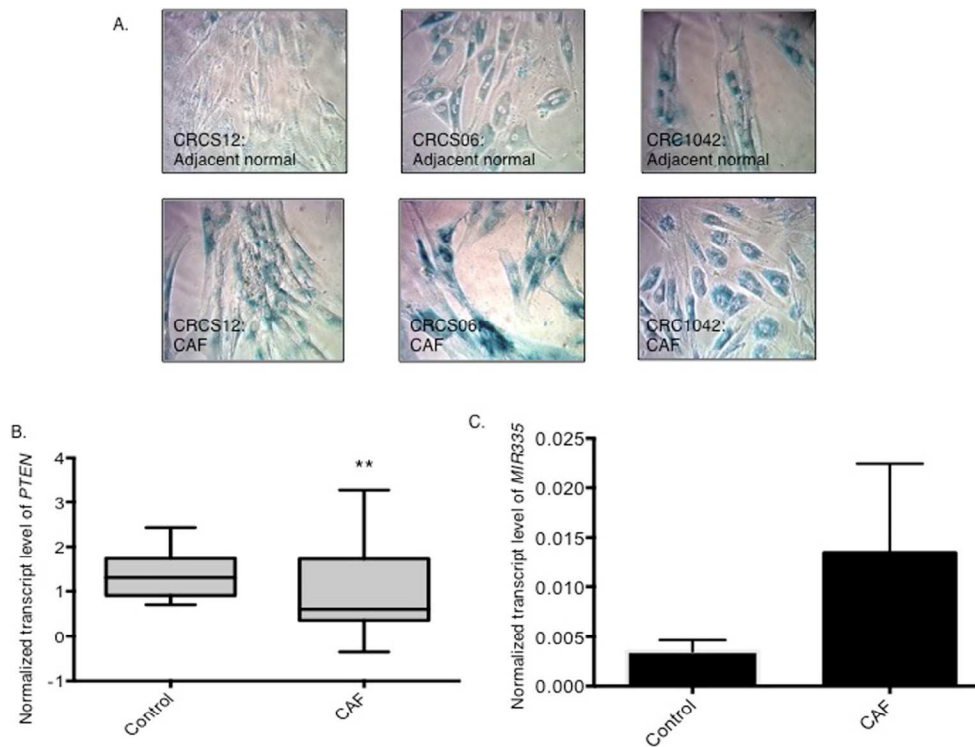 A.
CRCS12:
Adjacent normal
CRCS06:
Adjacent normal
CRC1042:
Adjacent normal
CRCS12:
CAF
CRCS06:
CAF
CRC1042:
CAF
B.
Normalized transcript level of PTEN
4
3
2
1
0
-1
**
Control
CAF
C.
Normalized transcript level of MIR335
0.025
0.020
0.015
0.010
0.005
0.000
Control
CAF